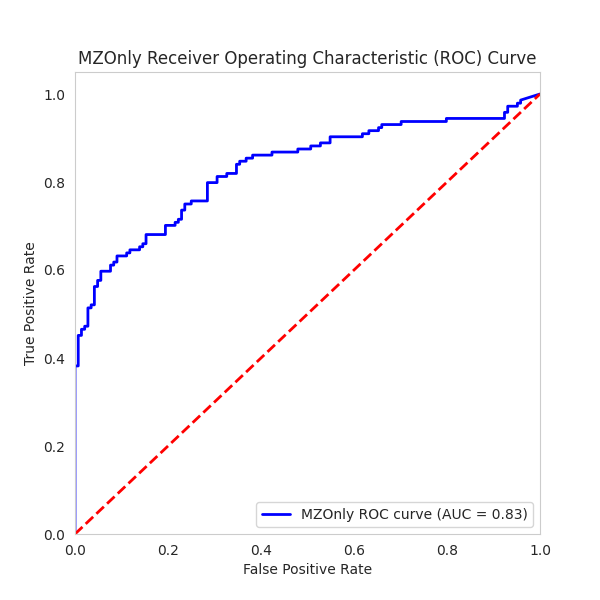 MZOnly Receiver Operating Characteristic (ROC) Curve
1.0
0.8
0.6
0.4
0.2
0.0
True Positive Rate
MZOnly ROC curve (AUC = 0.83)
0.0 0.2 0.4 0.6 0.8 1.0
False Positive Rate